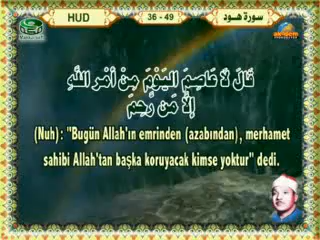 HUD
36 - 49
سورة هود
قَالَ لَا عَاصِمَ الْيَوْمَ مِنْ أَمْرِ اللَّهِ
إِلَّا مَن رَّحِمَ
(Nuh): "Bugün Allah'ın emrinden (azabından), merhamet
sahibi Allah'tan başka koruyacak kimse yoktur" dedi.